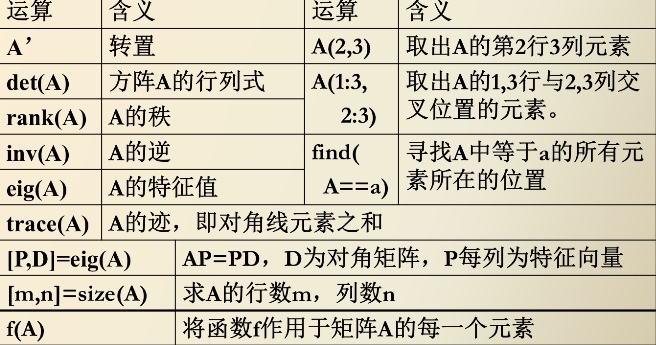 运算 含义 运算 含义
A’ 转置 A(2,3) 取出A的第2行3列元素
det(A) 方阵A的行列式 A(1:3, 取出A的1,3行与2,3列交
rank(A) A的秩 2:3) 叉位置的元素。
inv(A) A的逆 find( 寻找A中等于a的所有元
eig(A) A的特征值 A==a) 素所在的位置
trace(A) A的迹，即对角线元素之和
[P,D]=eig(A) AP=PD，D为对角矩阵，P每列为特征向量
[m,n]=size(A) 求A的行数m，列数n
f(A) 将函数f作用于矩阵A的每一个元素